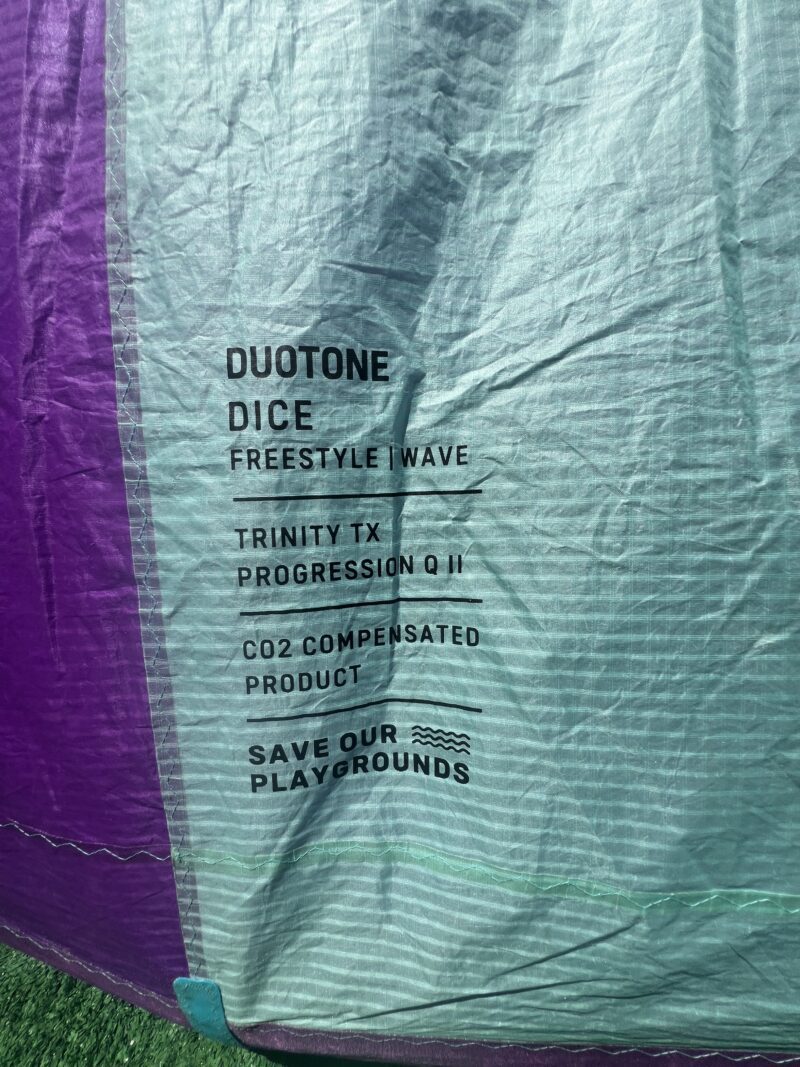 DUOTONE
DICE
FREESTYLE | WAVE
TRINITY TX
PROGRESSION Q II
CO2 COMPENSATED
PRODUCT
SAVE OUR
PLAYGROUNDS